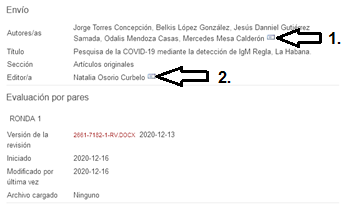 Envío
Autores/as Jorge Torres Concepción, Belkis López González, Jesús Danniel Gutiérrez
Samada, Odalis Mendoza Casas, Mercedes Mesa Calderón 1.
Título Pesquisa de la COVID-19 mediante la detección de IgM Regla, La Habana.
Sección Artículos originales
Editor/a Natalia Osorio Curbelo 2.
Evaluación por pares
RONDA 1
Versión de la revisión 2661-7182-1-RV.DOCX 2020-12-13
Iniciado 2020-12-16
Modificado por última vez 2020-12-16
Archivo cargado Ninguno